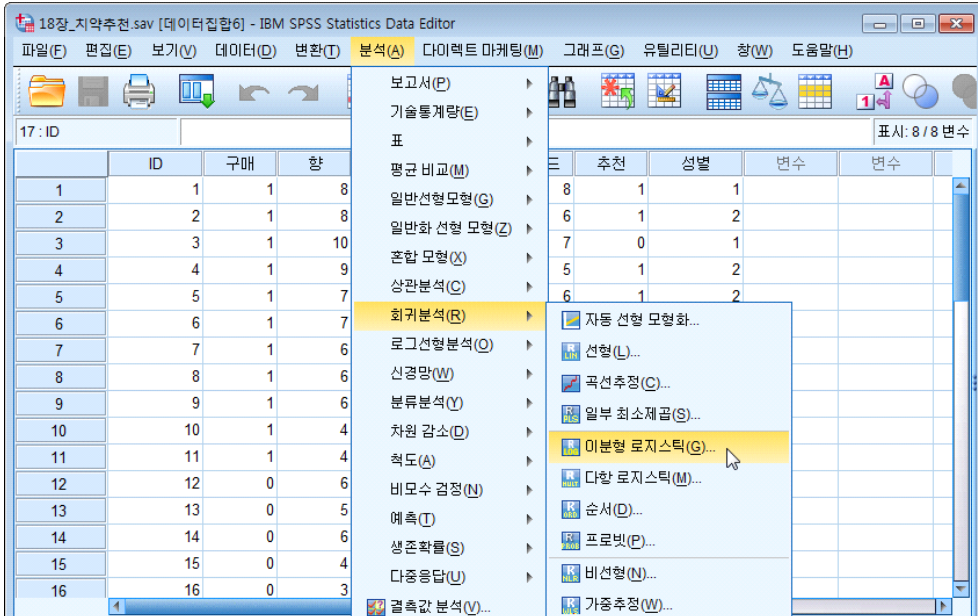 18장_치약추천.sav [데이터집합6] - IBM SPSS Statistics Data Editor
파일(F) 편집(E) 보기(V) 데이터(D) 변환(T) 분석(A) 다이렉트 마케팅(M) 그래프(G) 유틸리티(U) 창(W) 도움말(H)
17 : ID
표시: 8 / 8 변수
ID 구매 향 추천 성별 변수 변수
1 1 1 8 8 1 1
2 2 1 8 6 1 2
3 3 1 10 7 0 1
4 4 1 9 5 1 2
5 5 1 7 6 1 2
6 6 1 7
7 7 1 6
8 8 1 6
9 9 1 6
10 10 1 4
11 11 1 4
12 12 0 6
13 13 0 5
14 14 0 6
15 15 0 4
16 16 0 3
보고서(P)
기술통계량(E)
표
평균 비교(M)
일반선형모형(G)
일반화 선형 모형(Z)
혼합 모형(X)
상관분석(C)
회귀분석(R)
로그선형분석(O)
신경망(W)
분류분석(Y)
차원 감소(D)
척도(A)
비모수 검정(N)
예측(T)
생존확률(S)
다중응답(U)
결측값 분석(V)...
자동 선형 모형화...
선형(L)...
곡선추정(C)...
일부 최소제곱(S)...
이분형 로지스틱(G)...
다항 로지스틱(M)...
순서(D)...
프로빗(P)...
비선형(N)...
가중추정(W)...